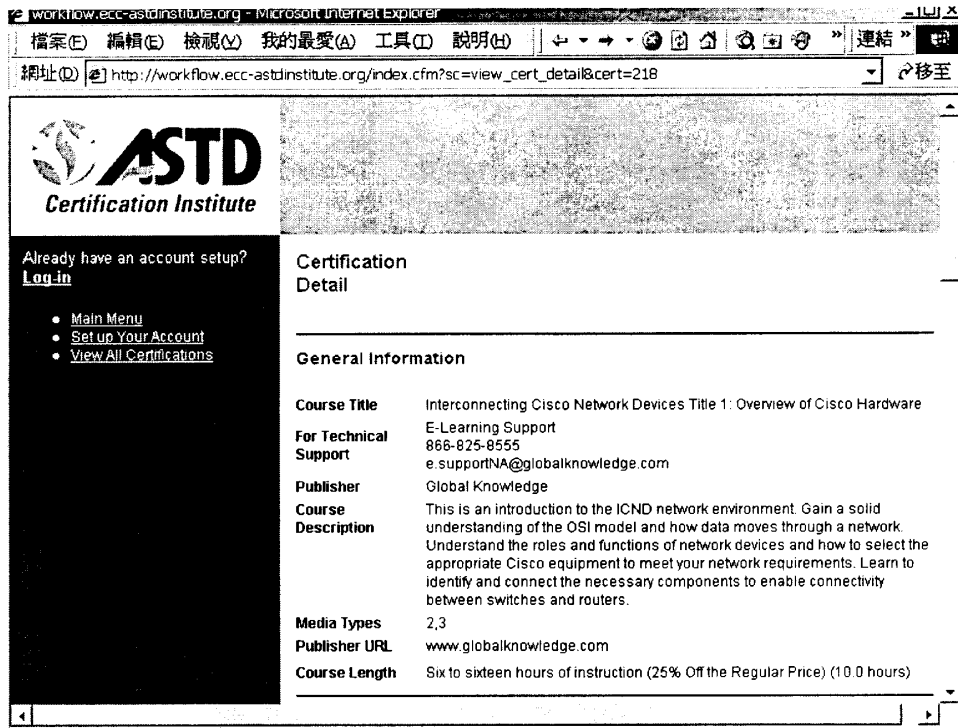 workflow.ecc-astdinstitute.org - Microsoft Internet Explorer
檔案(F) 編輯(E) 檢視(V) 我的最愛(A) 工具(T) 說明(H) » 連結 »
網址(D) http://workflow.ecc-astdinstitute.org/index.cfm?sc=view_cert_detail&cert=218 移至
ASTD
Certification Institute
Already have an account setup?
Log-in
Main Menu
Set up Your Account
View All Certifications
Certification
Detail
General Information
Course Title Interconnecting Cisco Network Devices Title 1: Overview of Cisco Hardware
For Technical Support E-Learning Support
866-825-8555
e.supportNA@globalknowledge.com
Publisher Global Knowledge
Course Description This is an introduction to the ICND network environment. Gain a solid
understanding of the OSI model and how data moves through a network.
Understand the roles and functions of network devices and how to select the
appropriate Cisco equipment to meet your network requirements. Learn to
identify and connect the necessary components to enable connectivity
between switches and routers.
Media Types 2,3
Publisher URL www.globalknowledge.com
Course Length Six to sixteen hours of instruction (25% Off the Regular Price) (10.0 hours)